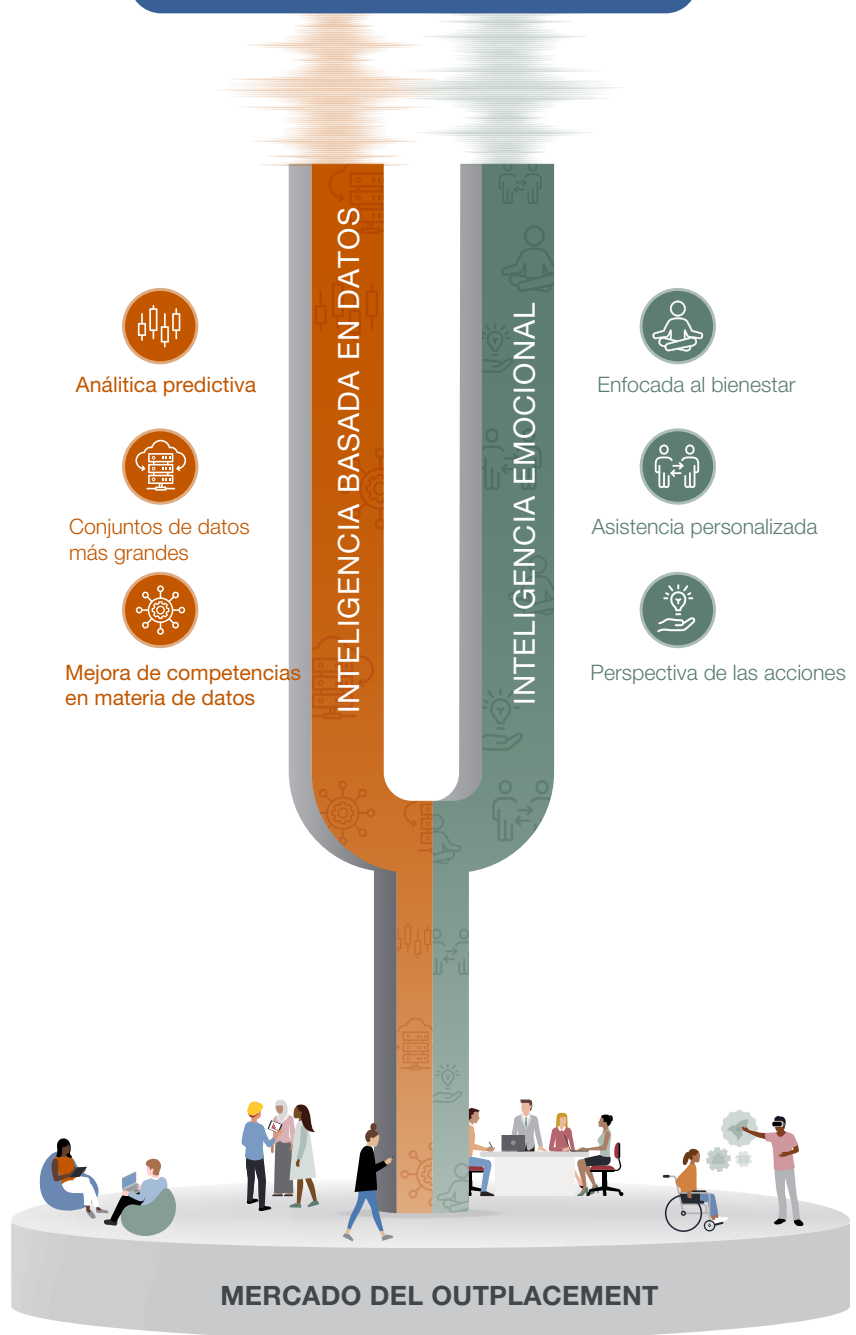 INTELIGENCIA BASADA EN DATOS
INTELIGENCIA EMOCIONAL
Análitica predictiva
Conjuntos de datos
más grandes
Mejora de competencias
en materia de datos
Enfocada al bienestar
Asistencia personalizada
Perspectiva de las acciones
MERCADO DEL OUTPLACEMENT